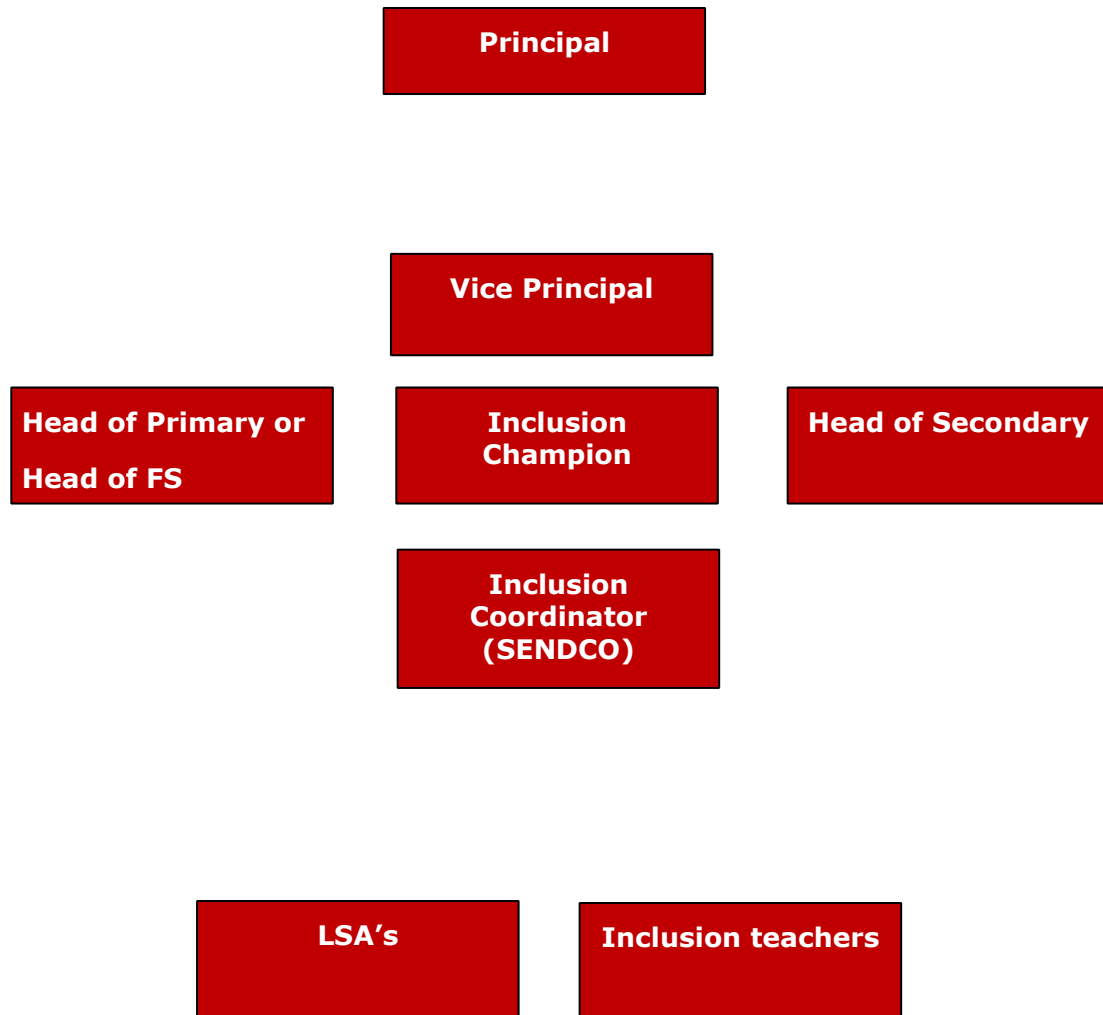 Principal
Vice Principal
Head of Primary or
Head of FS
Inclusion
Champion
Head of Secondary
Inclusion
Coordinator
(SENDCO)
LSA’s
Inclusion teachers